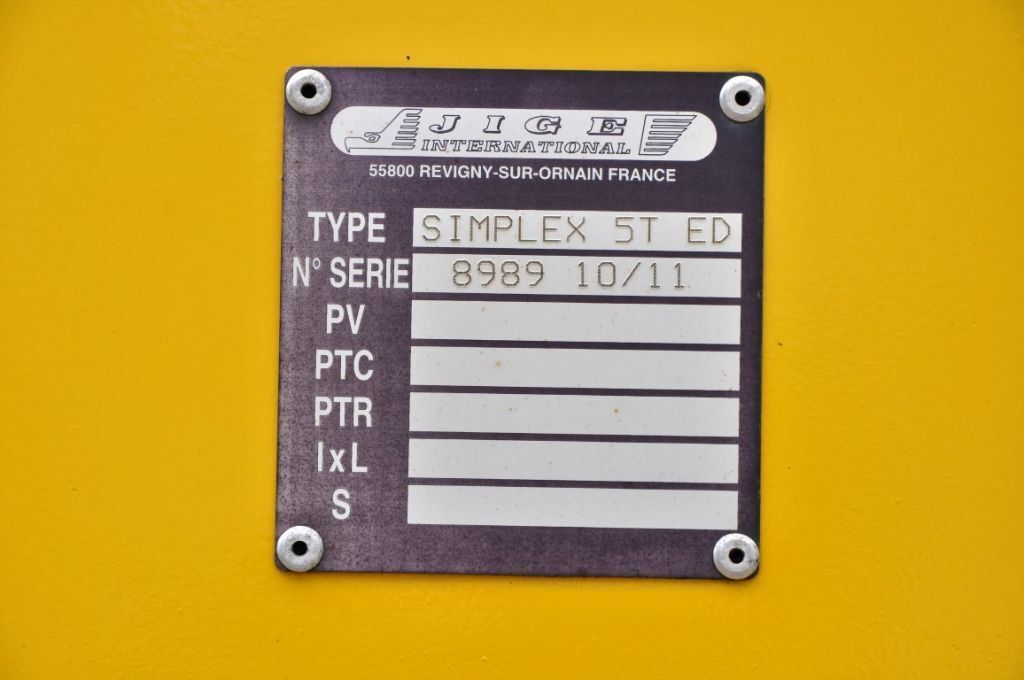 JIGE
INTERNATIONAL
55800 REVIGNY-SUR-ORNAIN FRANCE
TYPE SIMPLEX 5T ED
N° SERIE 8989 10/11
PV
PTC
PTR
IxL
S